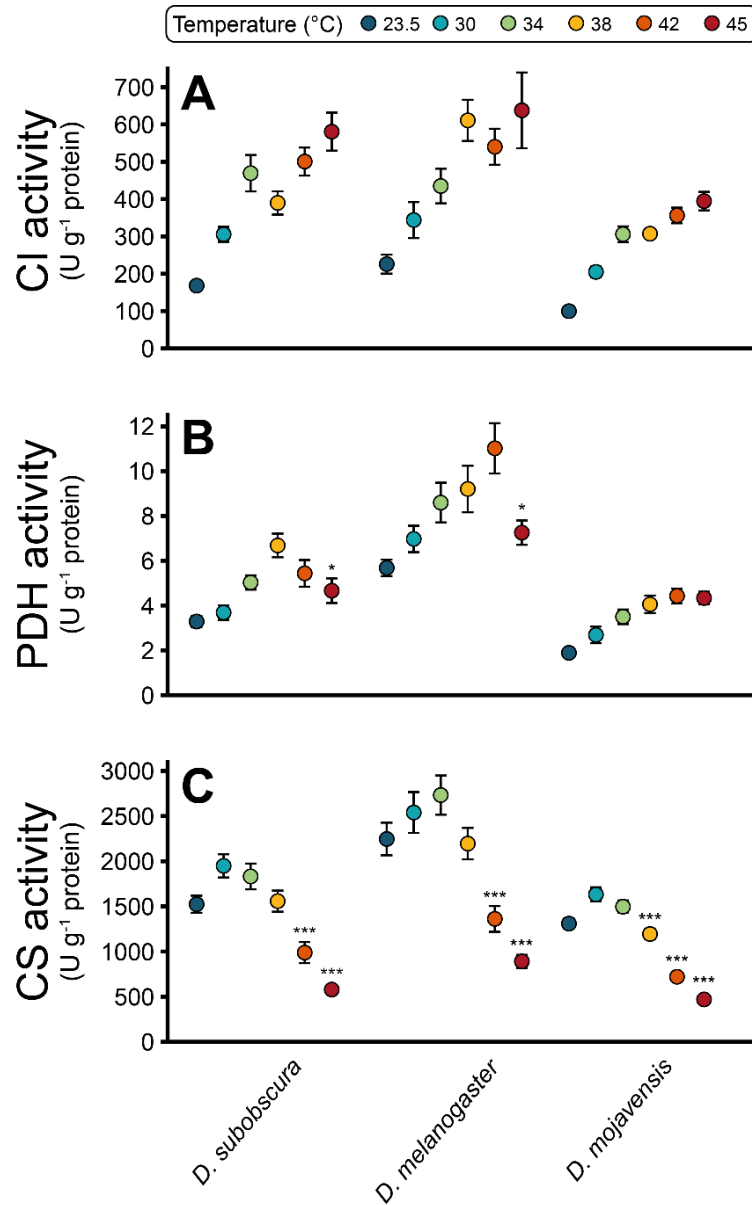 Temperature (°C) 23.5 30 34 38 42 45
A
CI activity
(U g⁻¹ protein)
700
600
500
400
300
200
100
0
B
PDH activity
(U g⁻¹ protein)
12
10
8
6
4
2
0
*
*
C
CS activity
(U g⁻¹ protein)
3000
2500
2000
1500
1000
500
0
***
***
***
***
***
***
***
D. subobscura
D. melanogaster
D. mojavensis